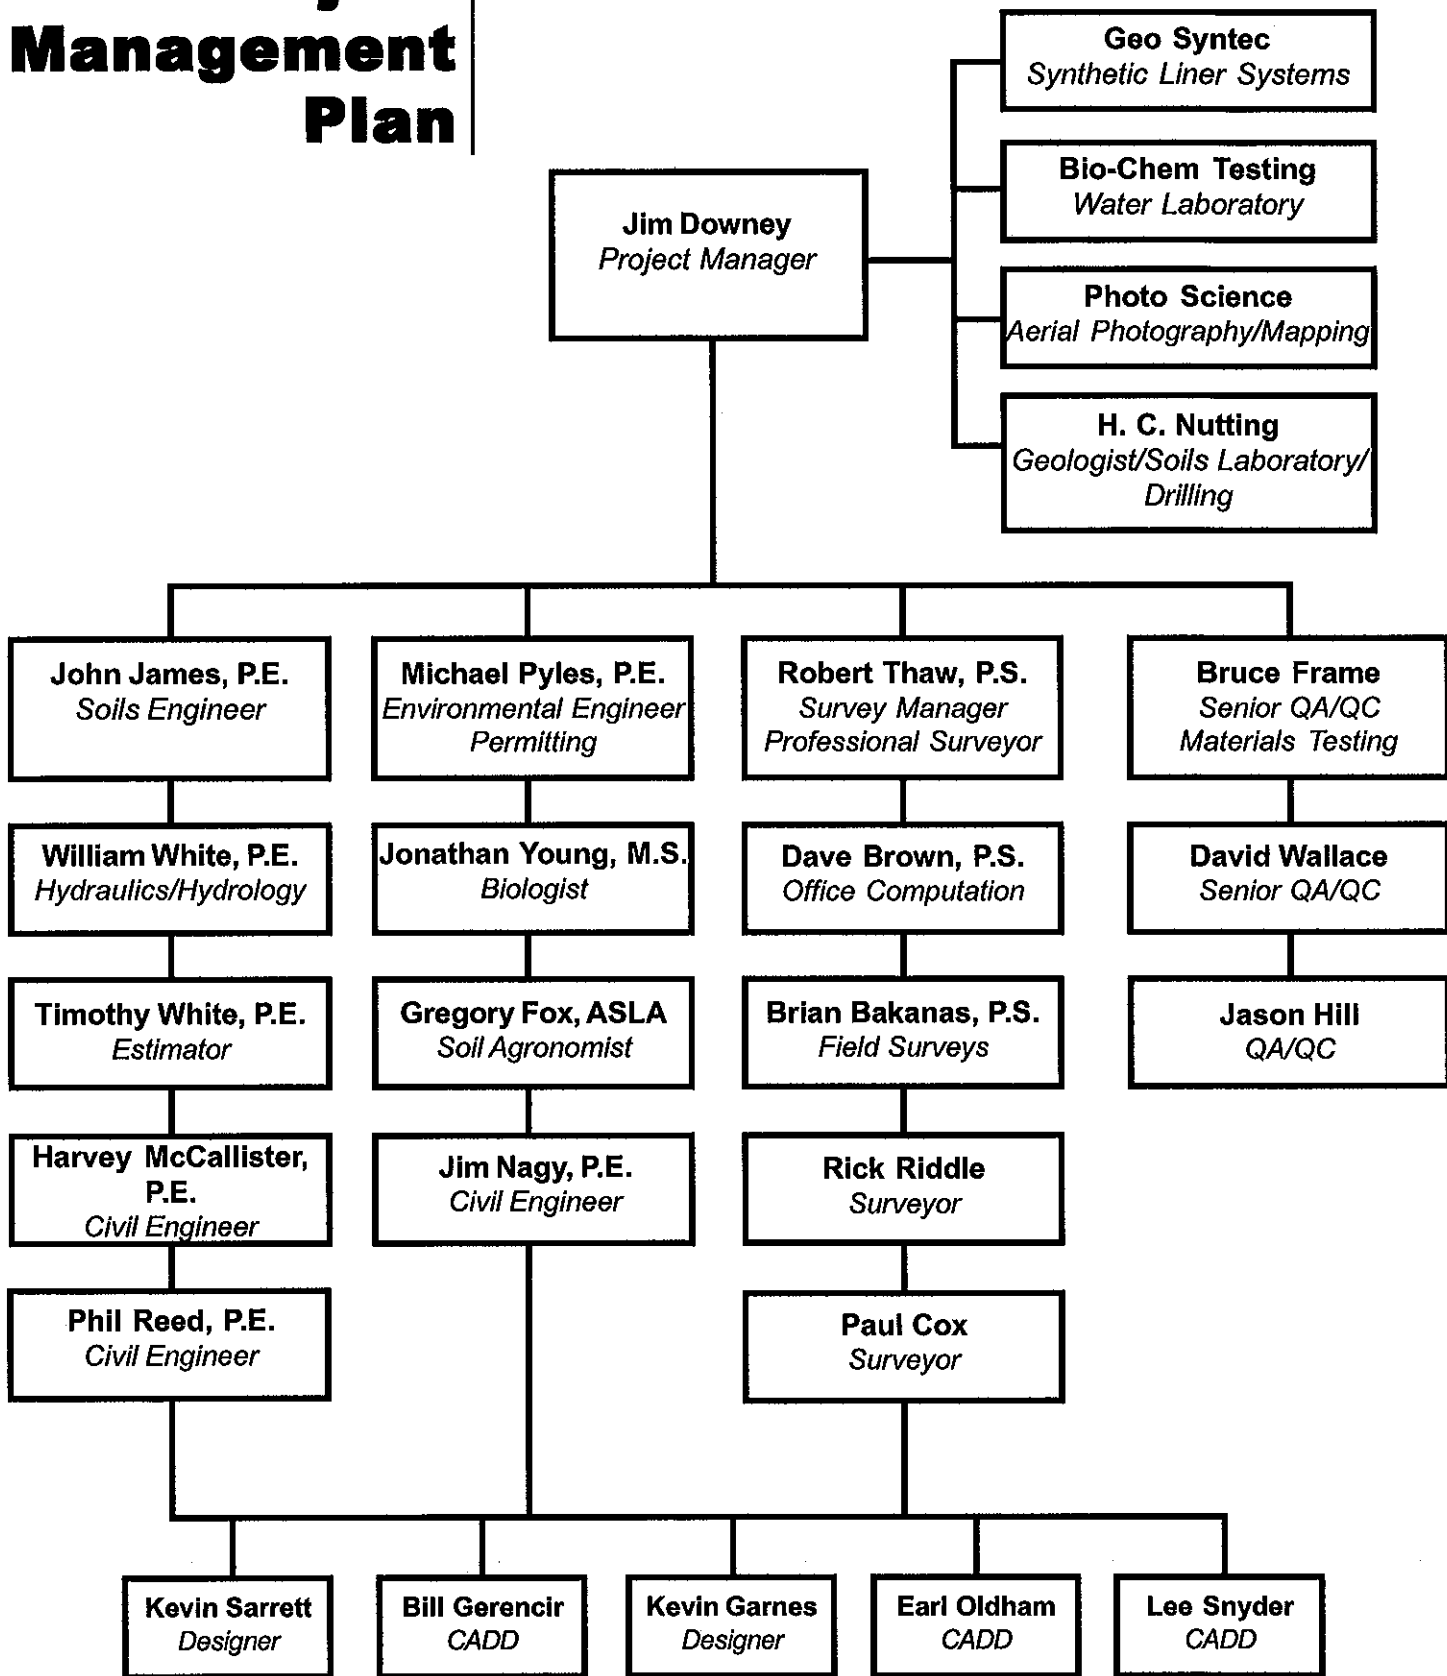 Management
Plan
Geo Syntec
Synthetic Liner Systems
Bio-Chem Testing
Water Laboratory
Jim Downey
Project Manager
Photo Science
Aerial Photography/Mapping
H. C. Nutting
Geologist/Soils Laboratory/
Drilling
John James, P.E.
Soils Engineer
Michael Pyles, P.E.
Environmental Engineer
Permitting
Robert Thaw, P.S.
Survey Manager
Professional Surveyor
Bruce Frame
Senior QA/QC
Materials Testing
William White, P.E.
Hydraulics/Hydrology
Jonathan Young, M.S.
Biologist
Dave Brown, P.S.
Office Computation
David Wallace
Senior QA/QC
Timothy White, P.E.
Estimator
Gregory Fox, ASLA
Soil Agronomist
Brian Bakanas, P.S.
Field Surveys
Jason Hill
QA/QC
Harvey McCallister,
P.E.
Civil Engineer
Jim Nagy, P.E.
Civil Engineer
Rick Riddle
Surveyor
Phil Reed, P.E.
Civil Engineer
Paul Cox
Surveyor
Kevin Sarrett
Designer
Bill Gerencir
CADD
Kevin Garnes
Designer
Earl Oldham
CADD
Lee Snyder
CADD